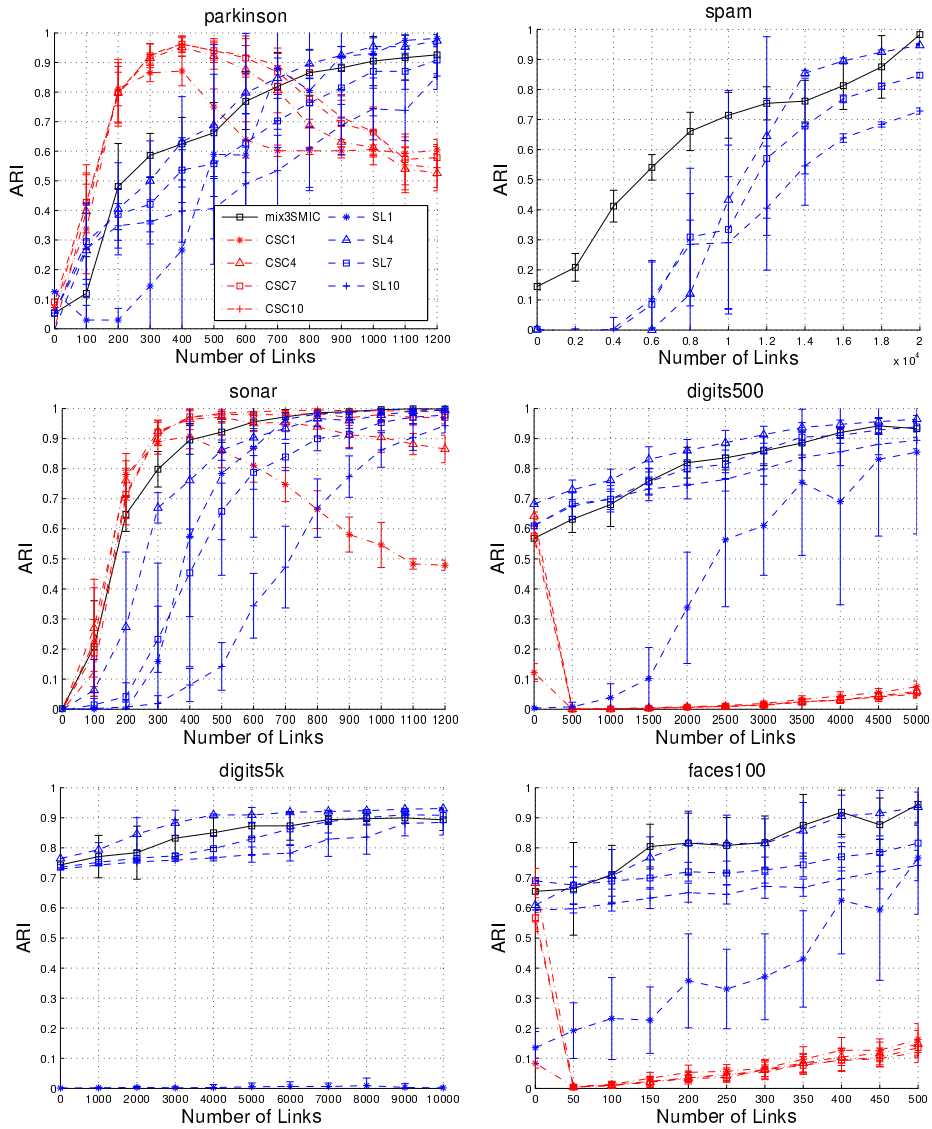 parkinson
1
0.9
0.8
0.7
0.6
0.5
0.4
0.3
0.2
0.1
0
ARI
0 100 200 300 400 500 600 700 800 900 1000 1100 1200
Number of Links
mix3SMIC
CSC1
CSC4
CSC7
CSC10
SL1
SL4
SL7
SL10
spam
1
0.9
0.8
0.7
0.6
0.5
0.4
0.3
0.2
0.1
0
ARI
0 0.2 0.4 0.6 0.8 1 1.2 1.4 1.6 1.8 2
x 10^4
Number of Links
sonar
1
0.9
0.8
0.7
0.6
0.5
0.4
0.3
0.2
0.1
0
ARI
0 100 200 300 400 500 600 700 800 900 1000 1100 1200
Number of Links
digits500
1
0.9
0.8
0.7
0.6
0.5
0.4
0.3
0.2
0.1
0
ARI
0 500 1000 1500 2000 2500 3000 3500 4000 4500 5000
Number of Links
digits5k
1
0.9
0.8
0.7
0.6
0.5
0.4
0.3
0.2
0.1
0
ARI
0 1000 2000 3000 4000 5000 6000 7000 8000 9000 10000
Number of Links
faces100
1
0.9
0.8
0.7
0.6
0.5
0.4
0.3
0.2
0.1
0
ARI
0 50 100 150 200 250 300 350 400 450 500
Number of Links